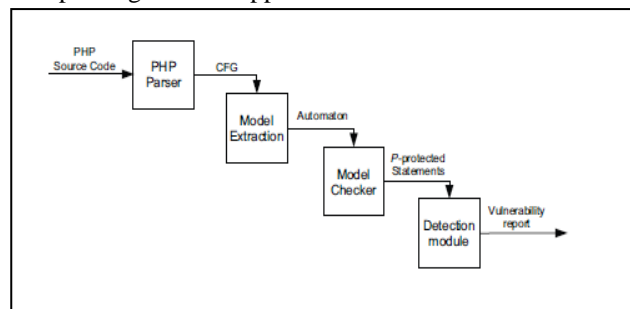 PHP
Source Code
PHP
Parser
CFG
Model
Extraction
Automaton
Model
Checker
P-protected
Statements
Detection
module
Vulnerability
report